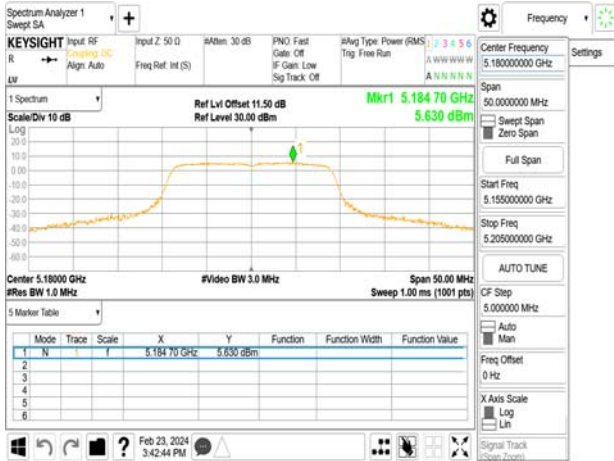 Spectrum Analyzer 1
Swept SA
Frequency
Settings
KEYSIGHT
R
Input: RF
Coupling: DC
Align: Auto
Input Z: 50 Ω
Freq Ref: Int (S)
#Atten: 30 dB
PNO: Fast
Gate: Off
IF Gain: Low
Sig Track: Off
#Avg Type: Power (RMS
Trig: Free Run
1 2 3 4 5 6
A W W W W W
A N N N N N
1 Spectrum
Scale/Div 10 dB
Ref Lvl Offset 11.50 dB
Ref Level 30.00 dBm
Mkr1 5.184 70 GHz
5.630 dBm
Log
20.0
10.0
0.00
-10.0
-20.0
-30.0
-40.0
-50.0
-60.0
1
Center 5.18000 GHz
#Res BW 1.0 MHz
#Video BW 3.0 MHz
Span 50.00 MHz
Sweep 1.00 ms (1001 pts)
5 Marker Table
Mode Trace Scale X Y Function Function Width Function Value
1 N 1 f 5.184 70 GHz 5.630 dBm
2
3
4
5
6
Center Frequency
5.180000000 GHz
Span
50.0000000 MHz
Swept Span
Zero Span
Full Span
Start Freq
5.155000000 GHz
Stop Freq
5.205000000 GHz
AUTO TUNE
CF Step
5.000000 MHz
Auto
Man
Freq Offset
0 Hz
X Axis Scale
Log
Lin
Signal Track
(Span Zoom)
Feb 23, 2024
3:42:44 PM